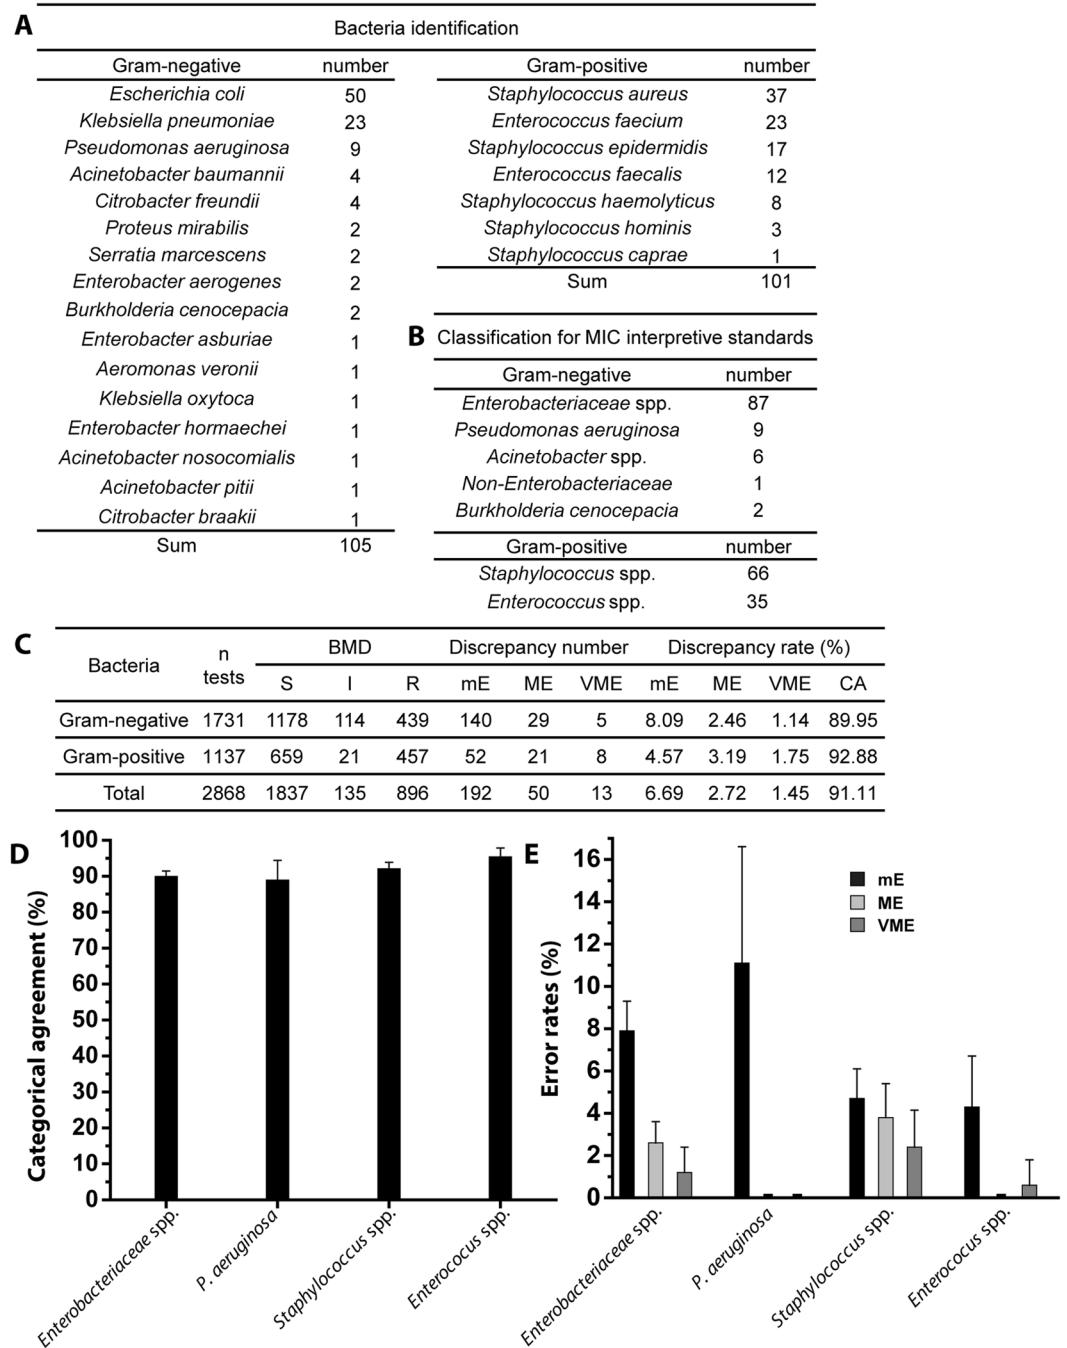 A
Bacteria identification
Gram-negative number
Escherichia coli 50
Klebsiella pneumoniae 23
Pseudomonas aeruginosa 9
Acinetobacter baumannii 4
Citrobacter freundii 4
Proteus mirabilis 2
Serratia marcescens 2
Enterobacter aerogenes 2
Burkholderia cenocepacia 2
Enterobacter asburiae 1
Aeromonas veronii 1
Klebsiella oxytoca 1
Enterobacter hormaechei 1
Acinetobacter nosocomialis 1
Acinetobacter pitii 1
Citrobacter braakii 1
Sum 105
Gram-positive number
Staphylococcus aureus 37
Enterococcus faecium 23
Staphylococcus epidermidis 17
Enterococcus faecalis 12
Staphylococcus haemolyticus 8
Staphylococcus hominis 3
Staphylococcus caprae 1
Sum 101
B Classification for MIC interpretive standards
Gram-negative number
Enterobacteriaceae spp. 87
Pseudomonas aeruginosa 9
Acinetobacter spp. 6
Non-Enterobacteriaceae 1
Burkholderia cenocepacia 2
Gram-positive number
Staphylococcus spp. 66
Enterococcus spp. 35
C
Bacteria n tests BMD Discrepancy number Discrepancy rate (%)
S I R mE ME VME mE ME VME CA
Gram-negative 1731 1178 114 439 140 29 5 8.09 2.46 1.14 89.95
Gram-positive 1137 659 21 457 52 21 8 4.57 3.19 1.75 92.88
Total 2868 1837 135 896 192 50 13 6.69 2.72 1.45 91.11
D
Categorical agreement (%)
100
90
80
70
60
50
40
30
20
10
0
Enterobacteriaceae spp.
P. aeruginosa
Staphylococcus spp.
Enterococus spp.
E
Error rates (%)
16
14
12
10
8
6
4
2
0
mE
ME
VME
Enterobacteriaceae spp.
P. aeruginosa
Staphylococcus spp.
Enterococus spp.